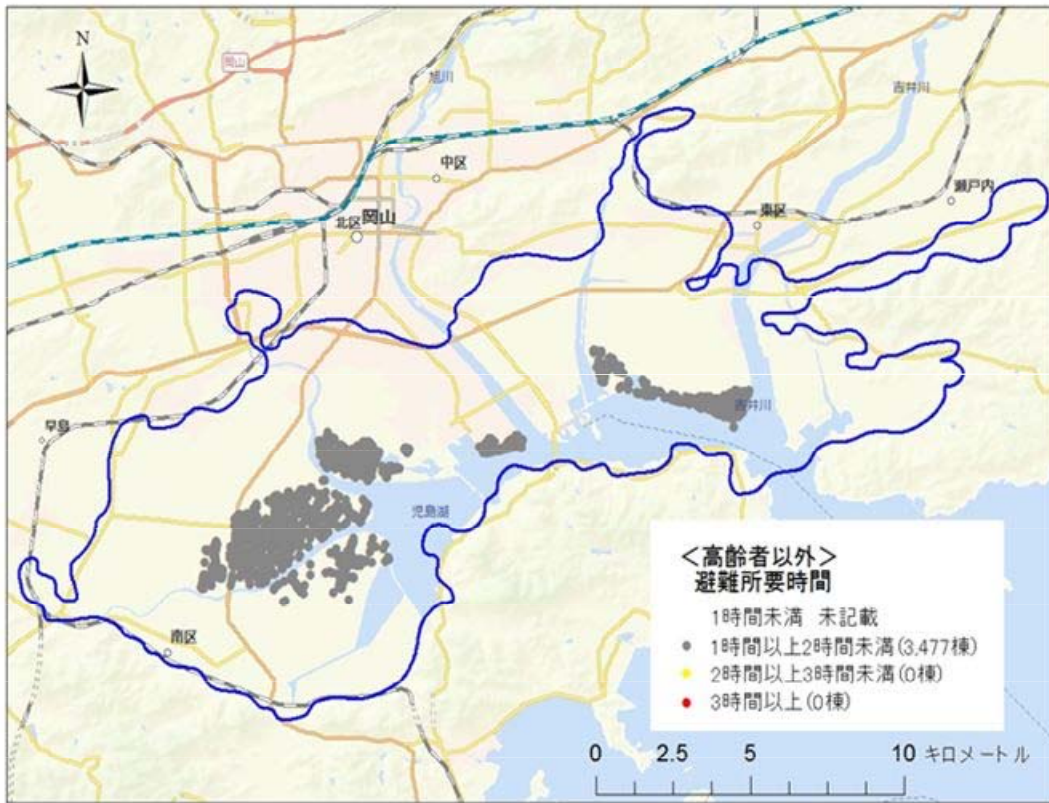 N
岡山
旭川
吉井川
中区
瀬戸内
東区
北区 岡山
早島
吉井川
児島湖
南区
＜高齢者以外＞
避難所要時間
1時間未満 未記載
1時間以上2時間未満(3,477棟)
2時間以上3時間未満(0棟)
3時間以上(0棟)
0 2.5 5 10 キロメートル